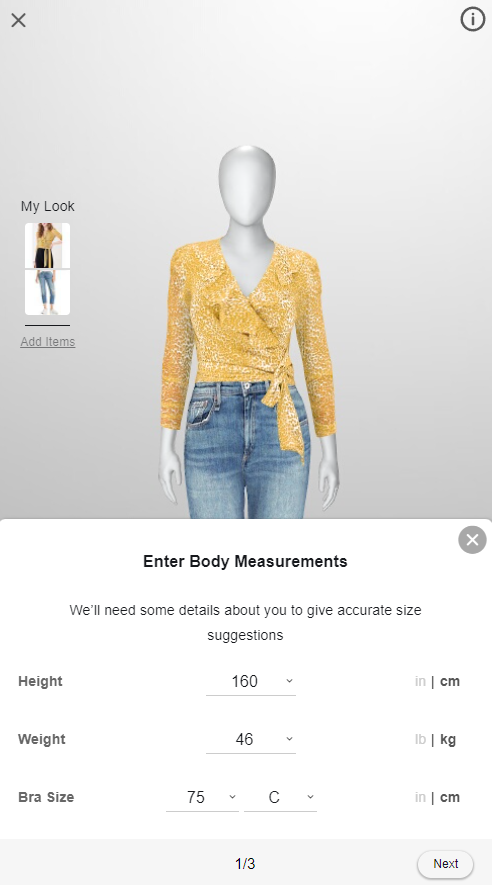 My Look
Add Items
Enter Body Measurements
We'll need some details about you to give accurate size
suggestions
Height 160 in | cm
Weight 46 lb | kg
Bra Size 75 C in | cm
1/3 Next